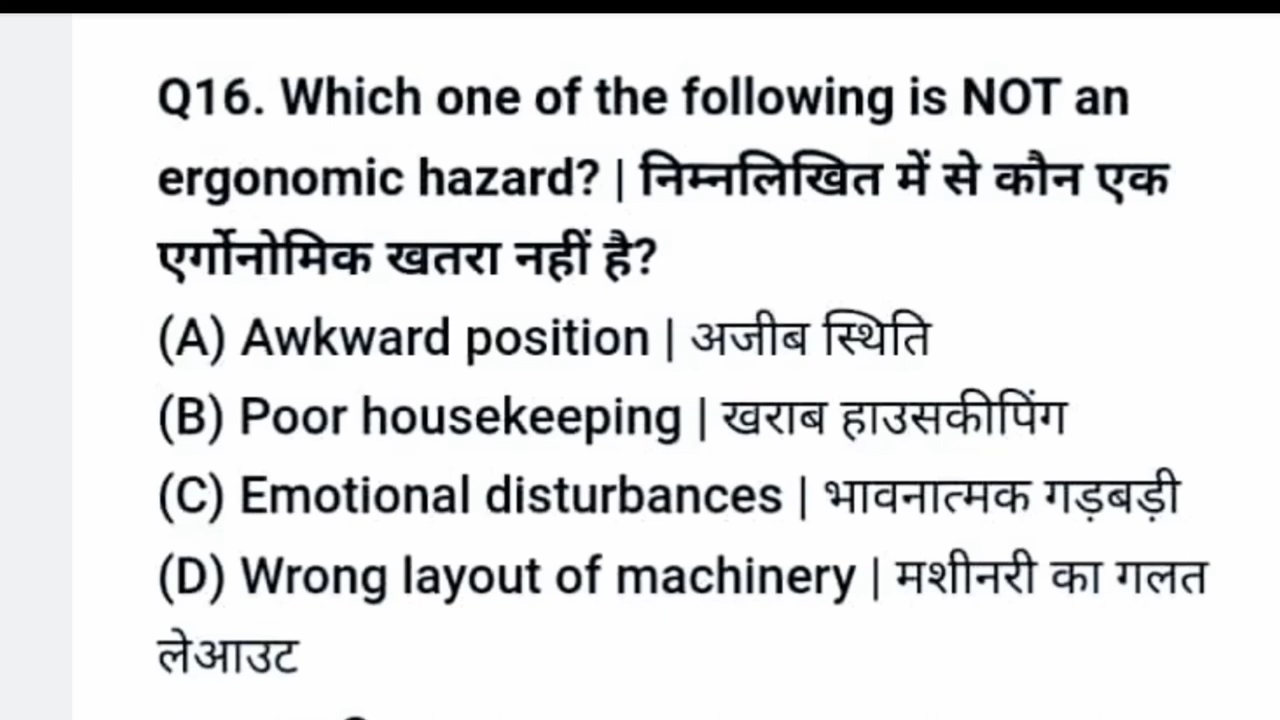 Q16. Which one of the following is NOT an
ergonomic hazard? | निम्नलिखित में से कौन एक
एर्गोनोमिक खतरा नहीं है?
(A) Awkward position | अजीब स्थिति
(B) Poor housekeeping | खराब हाउसकीपिंग
(C) Emotional disturbances | भावनात्मक गड़बड़ी
(D) Wrong layout of machinery | मशीनरी का गलत
लेआउट